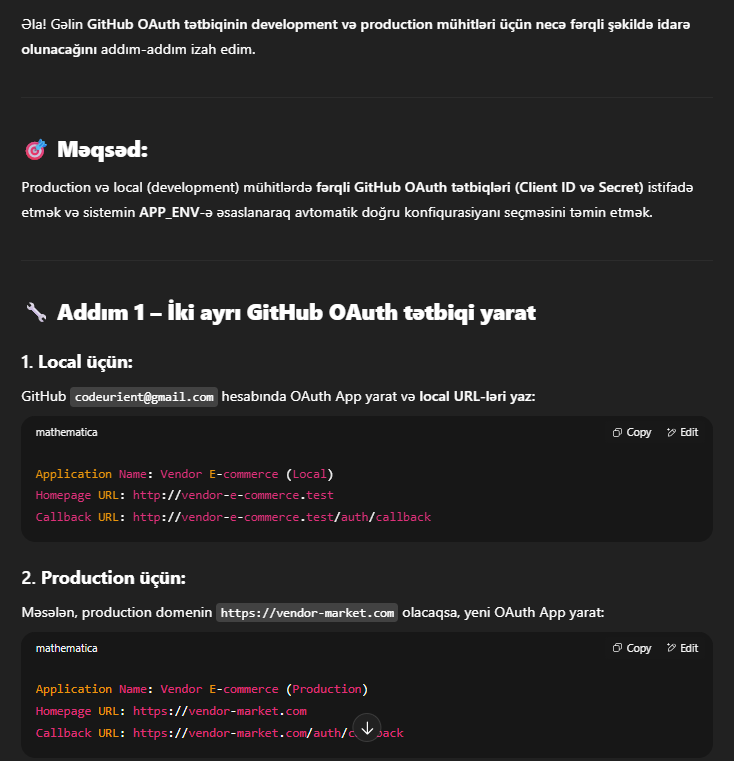 Əla! Gəlin GitHub OAuth tətbiqinin development və production mühitləri üçün necə fərqli şəkildə idarə
olunacağını addım-addım izah edim.
🎯 Məqsəd:
Production və local (development) mühitlərdə fərqli GitHub OAuth tətbiqləri (Client ID və Secret) istifadə
etmək və sistemin APP_ENV-ə əsaslanaraq avtomatik doğru konfiqurasiyanı seçməsini təmin etmək.
🔧 Addım 1 – İki ayrı GitHub OAuth tətbiqi yarat
1. Local üçün:
GitHub codeurient@gmail.com hesabında OAuth App yarat və local URL-ləri yaz:
mathematica Copy Edit
Application Name: Vendor E-commerce (Local)
Homepage URL: http://vendor-e-commerce.test
Callback URL: http://vendor-e-commerce.test/auth/callback
2. Production üçün:
Məsələn, production domenin https://vendor-market.com olacaqsa, yeni OAuth App yarat:
mathematica Copy Edit
Application Name: Vendor E-commerce (Production)
Homepage URL: https://vendor-market.com
Callback URL: https://vendor-market.com/auth/